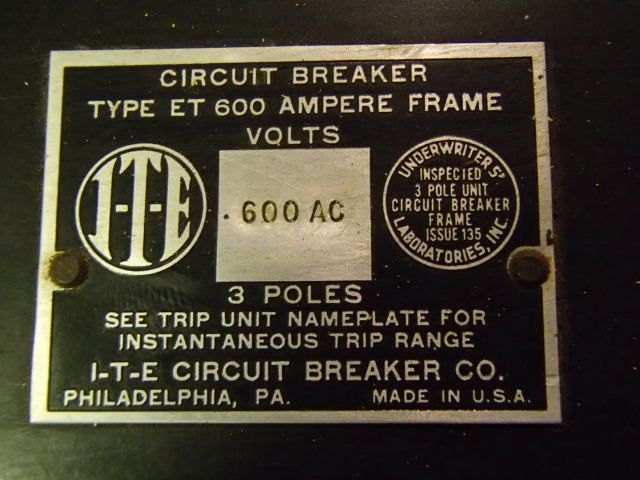 CIRCUIT BREAKER
TYPE ET 600 AMPERE FRAME
VOLTS
I-T-E
600 AC
UNDERWRITERS'
INSPECTED
3 POLE UNIT
CIRCUIT BREAKER
FRAME
ISSUE 135
LABORATORIES, INC.
3 POLES
SEE TRIP UNIT NAMEPLATE FOR
INSTANTANEOUS TRIP RANGE
I-T-E CIRCUIT BREAKER CO.
PHILADELPHIA, PA. MADE IN U.S.A.